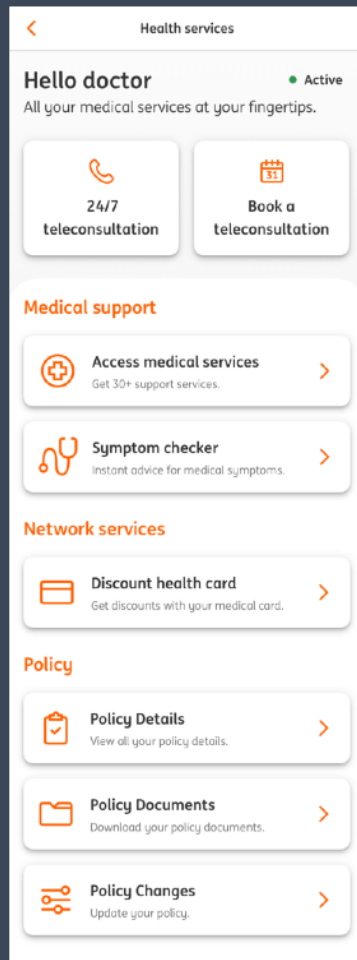 Health services
Hello doctor
Active
All your medical services at your fingertips.
24/7
teleconsultation
31
Book a
teleconsultation
Medical support
Access medical services
Get 30+ support services.
Symptom checker
Instant advice for medical symptoms.
Network services
Discount health card
Get discounts with your medical card.
Policy
Policy Details
View all your policy details.
Policy Documents
Download your policy documents.
Policy Changes
Update your policy.